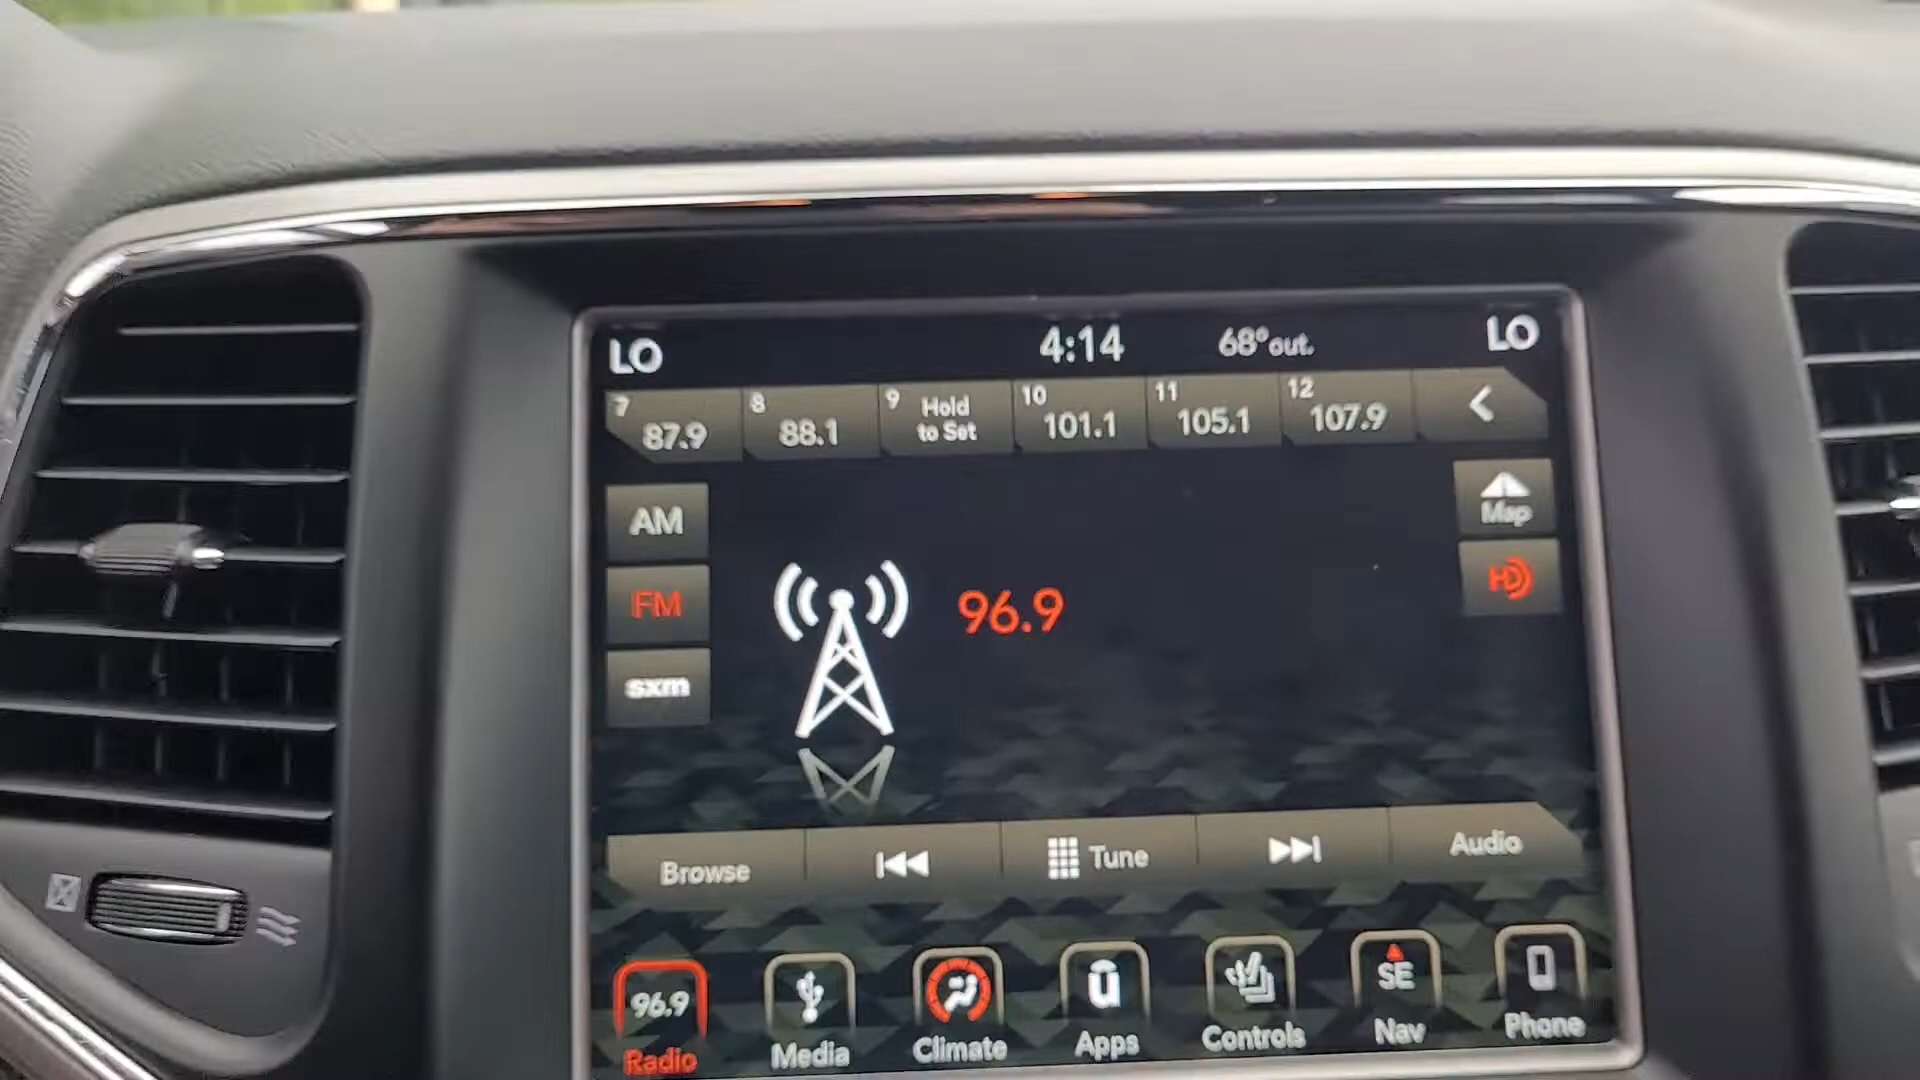 LO 4:14 68° out. LO
7 87.9 8 88.1 9 Hold to Set 10 101.1 11 105.1 12 107.9
AM
Map
FM
96.9
HD
sxm
Browse Tune Audio
96.9 u SE
Radio Media Climate Apps Controls Nav Phone